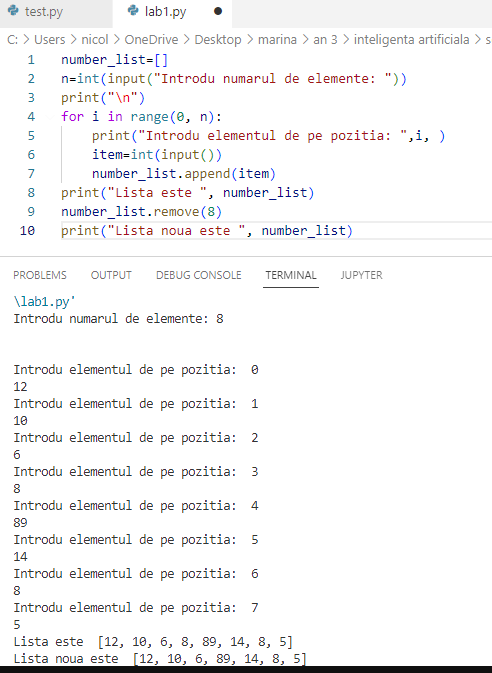 test.py lab1.py
C: > Users > nicol > OneDrive > Desktop > marina > an 3 > inteligenta artificiala > s
1 number_list=[]
2 n=int(input("Introdu numarul de elemente: "))
3 print("\n")
4 for i in range(0, n):
5 print("Introdu elementul de pe pozitia: ",i, )
6 item=int(input())
7 number_list.append(item)
8 print("Lista este ", number_list)
9 number_list.remove(8)
10 print("Lista noua este ", number_list)
PROBLEMS OUTPUT DEBUG CONSOLE TERMINAL JUPYTER
\lab1.py'
Introdu numarul de elemente: 8
Introdu elementul de pe pozitia:  0
12
Introdu elementul de pe pozitia:  1
10
Introdu elementul de pe pozitia:  2
6
Introdu elementul de pe pozitia:  3
8
Introdu elementul de pe pozitia:  4
89
Introdu elementul de pe pozitia:  5
14
Introdu elementul de pe pozitia:  6
8
Introdu elementul de pe pozitia:  7
5
Lista este  [12, 10, 6, 8, 89, 14, 8, 5]
Lista noua este  [12, 10, 6, 89, 14, 8, 5]